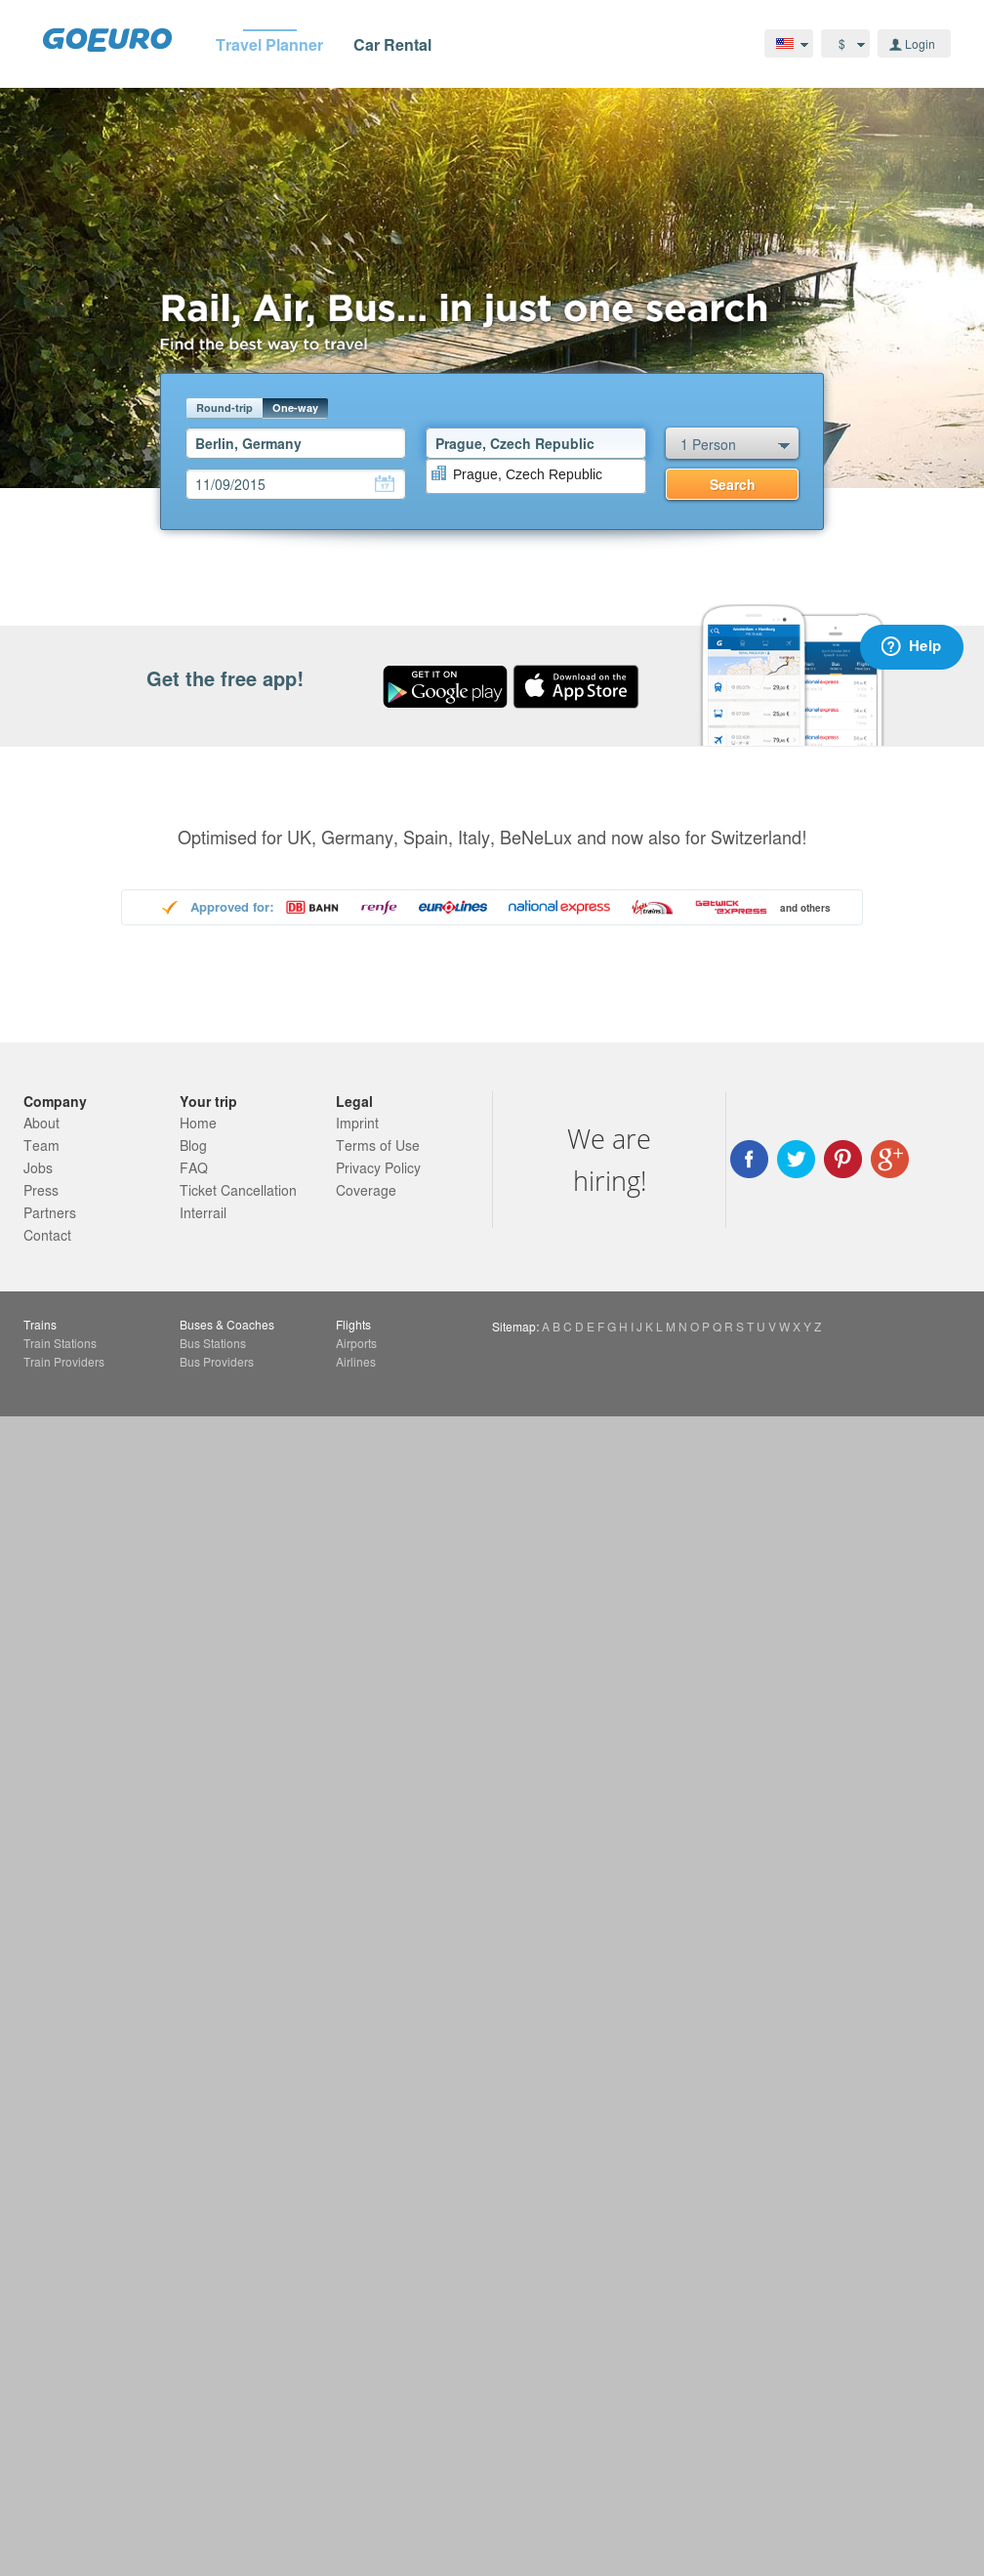 GOEURO
Travel Planner Car Rental
$ Login
Rail, Air, Bus... in just one search
Find the best way to travel
Round-trip One-way
Berlin, Germany Prague, Czech Republic 1 Person
11/09/2015 17 Prague, Czech Republic Search
Get the free app!
GET IT ON
Google play
Download on the
App Store
Help
Optimised for UK, Germany, Spain, Italy, BeNeLux and now also for Switzerland!
Approved for: DB BAHN renfe EUROLINES national express Virgin trains GATWICK EXPRESS and others
Company
About
Team
Jobs
Press
Partners
Contact
Your trip
Home
Blog
FAQ
Ticket Cancellation
Interrail
Legal
Imprint
Terms of Use
Privacy Policy
Coverage
We are
hiring!
Trains
Train Stations
Train Providers
Buses & Coaches
Bus Stations
Bus Providers
Flights
Airports
Airlines
Sitemap: A B C D E F G H I J K L M N O P Q R S T U V W X Y Z